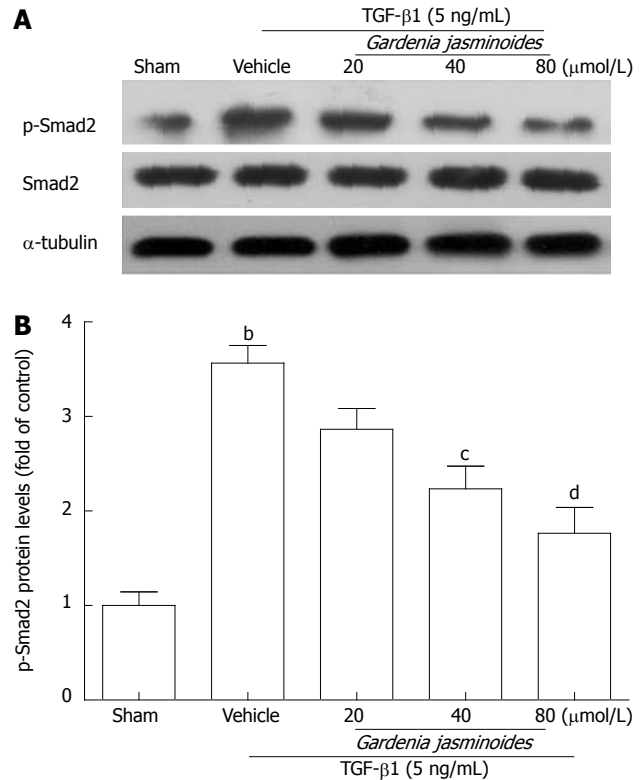 A
TGF-β1 (5 ng/mL)
Gardenia jasminoides
Sham Vehicle 20 40 80 (μmol/L)
p-Smad2
Smad2
α-tubulin
B
p-Smad2 protein levels (fold of control)
4
3
2
1
0
b
c
d
Sham Vehicle 20 40 80 (μmol/L)
Gardenia jasminoides
TGF-β1 (5 ng/mL)